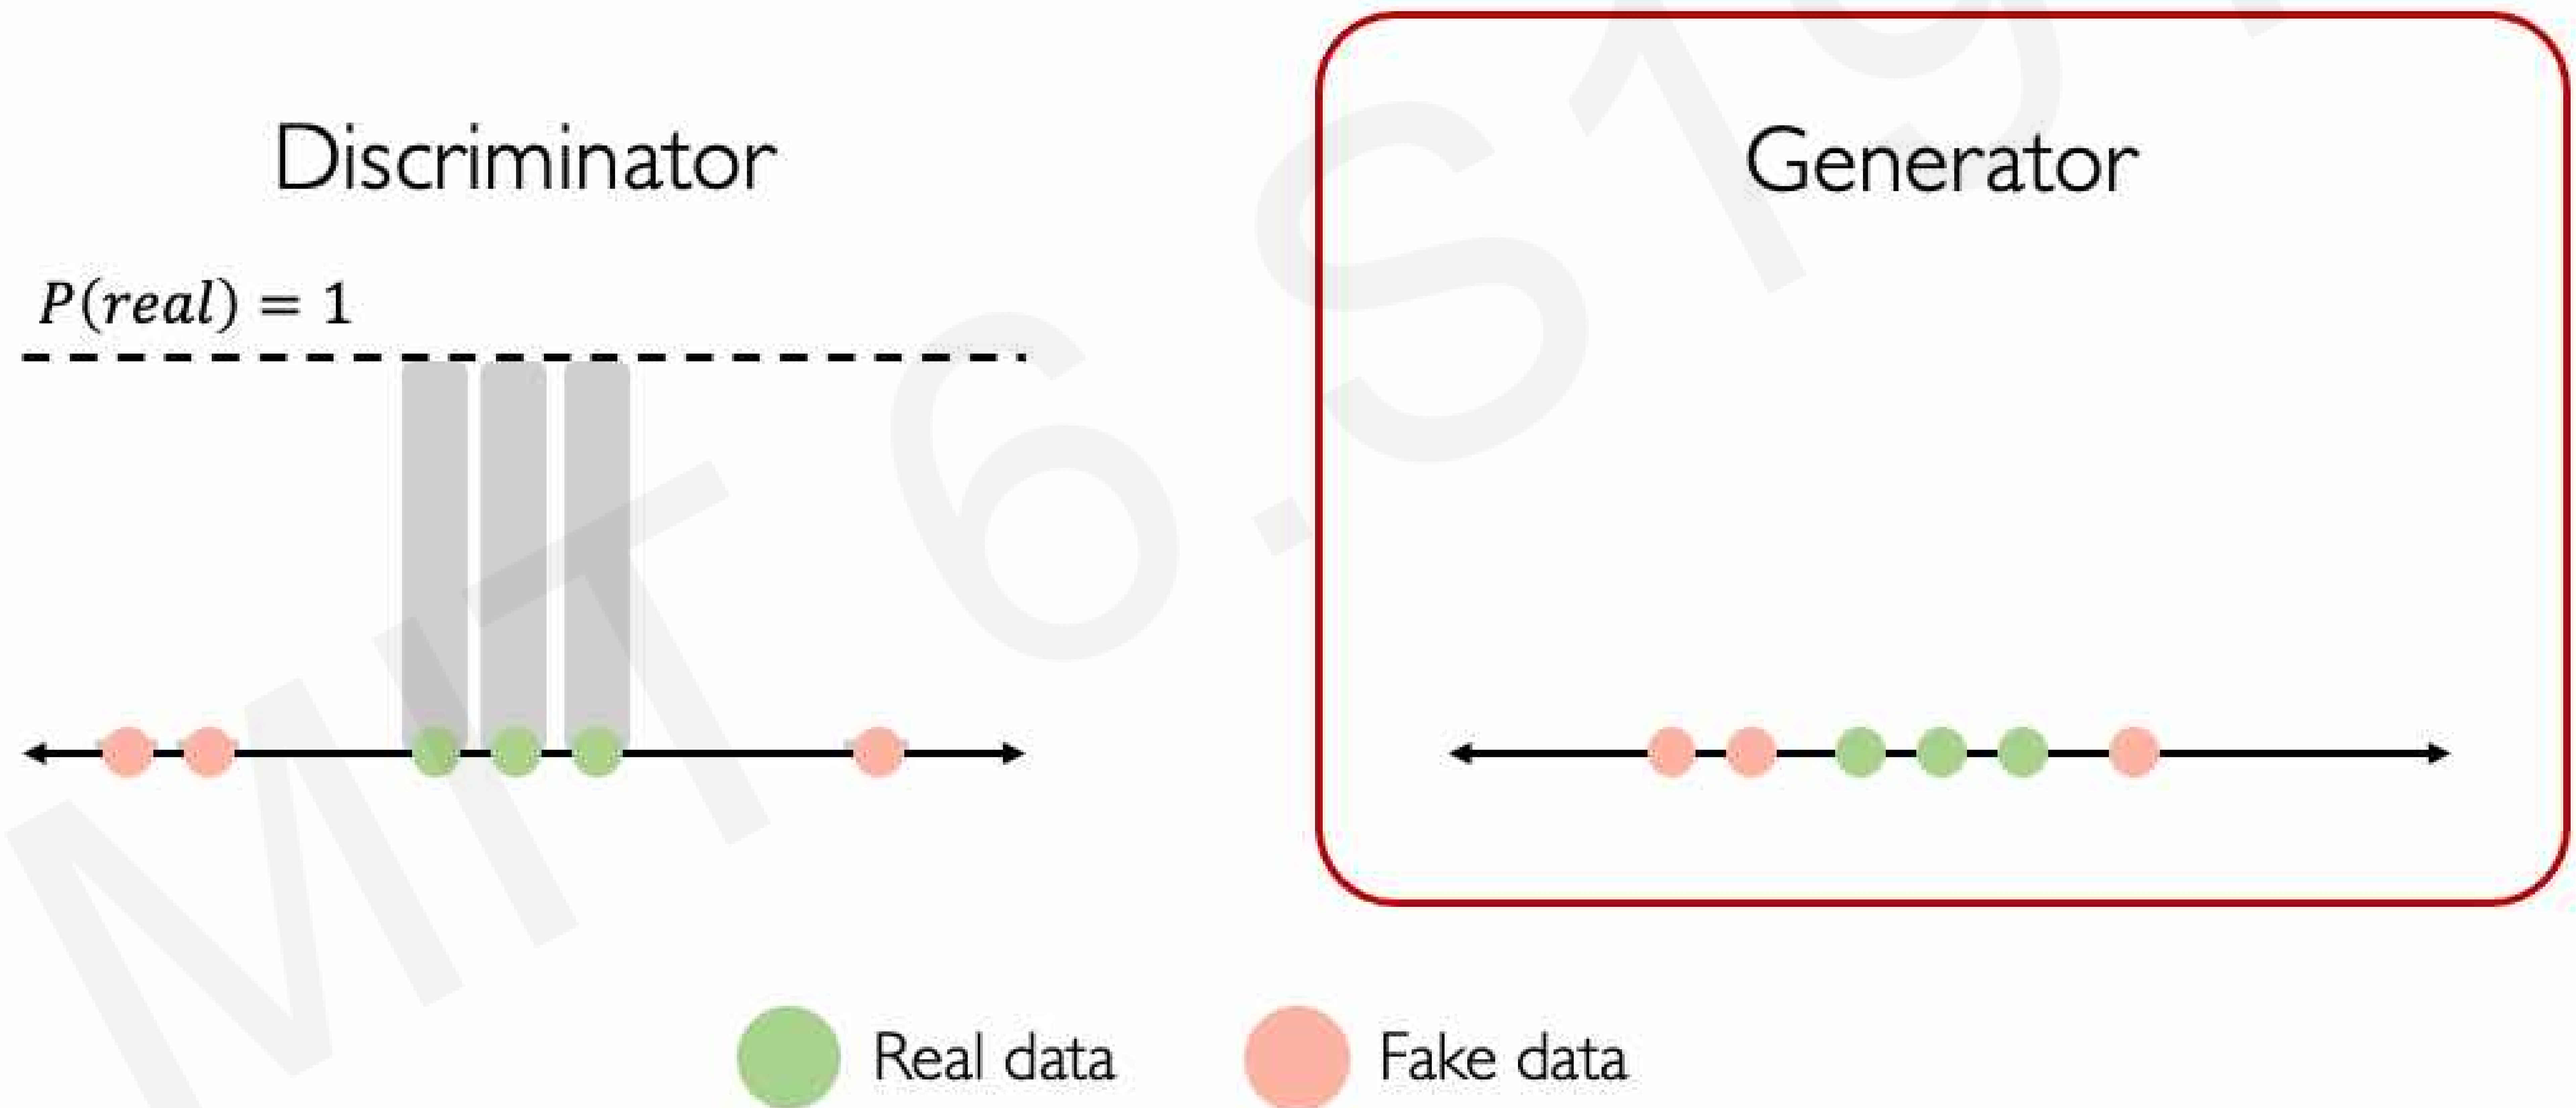 Discriminator
Generator
P(real) = 1
Real data
Fake data
MIT 6.S19